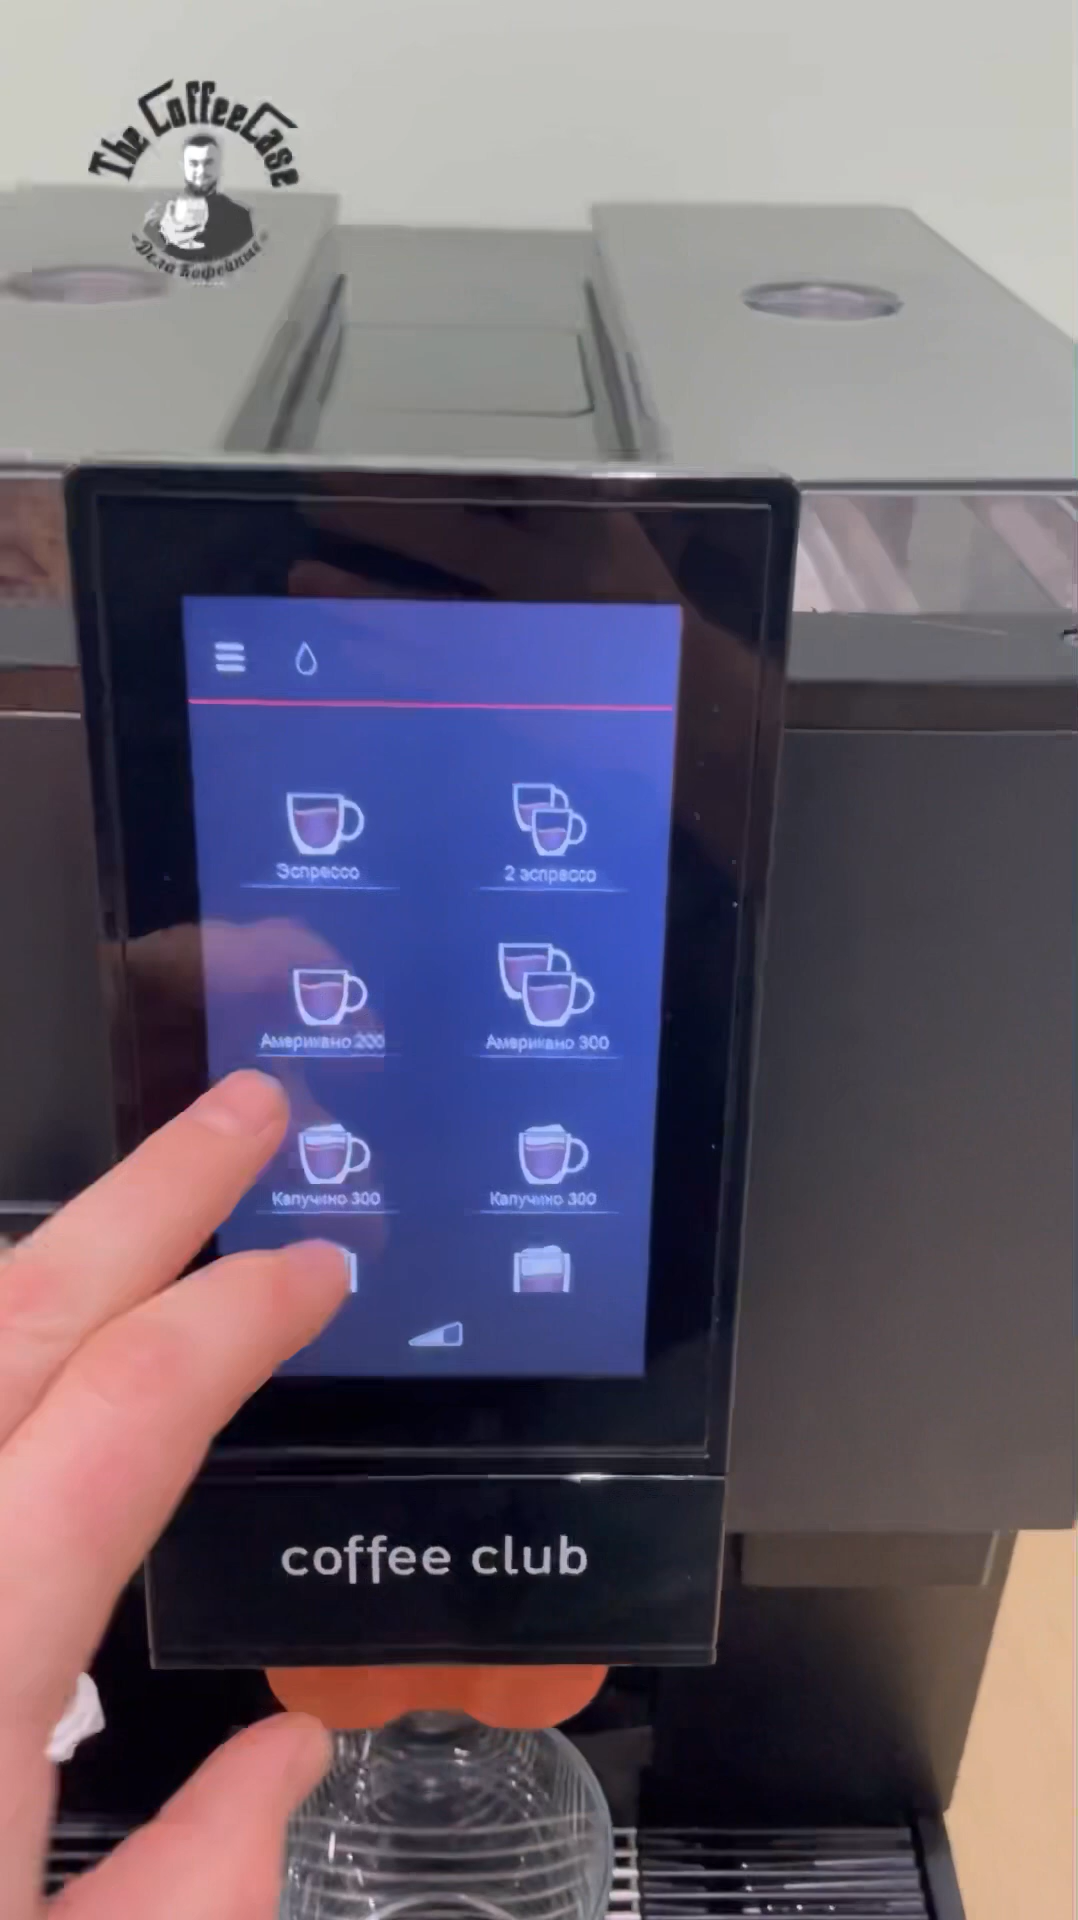 The CoffeeCase
"Дела кофейные"
Эспрессо
2 эспрессо
Американо 200
Американо 300
Капучино 300
Капучино 300
coffee club